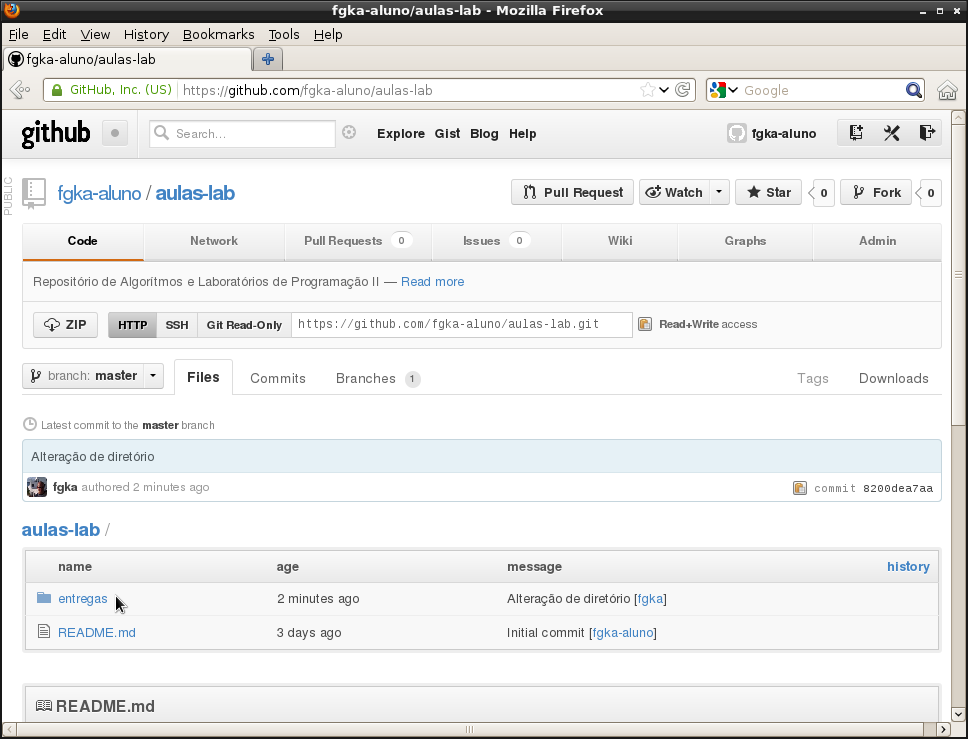 fgka-aluno/aulas-lab - Mozilla Firefox
File Edit View History Bookmarks Tools Help
fgka-aluno/aulas-lab
GitHub, Inc. (US) https://github.com/fgka-aluno/aulas-lab Google
github Search... Explore Gist Blog Help fgka-aluno
PUBLIC
fgka-aluno / aulas-lab Pull Request Watch Star 0 Fork 0
Code Network Pull Requests 0 Issues 0 Wiki Graphs Admin
Repositório de Algorítmos e Laboratórios de Programação II — Read more
ZIP HTTP SSH Git Read-Only https://github.com/fgka-aluno/aulas-lab.git Read+Write access
branch: master Files Commits Branches 1 Tags Downloads
Latest commit to the master branch
Alteração de diretório
fgka authored 2 minutes ago commit 8200dea7aa
aulas-lab /
name age message history
entregas 2 minutes ago Alteração de diretório [fgka]
README.md 3 days ago Initial commit [fgka-aluno]
README.md